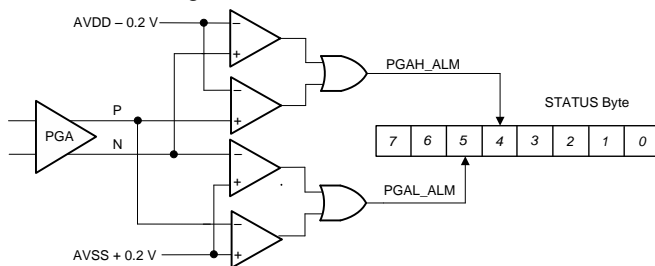 AVDD – 0.2 V
−
+
PGAH_ALM
−
+
STATUS Byte
P
PGA
N
7 6 5 4 3 2 1 0
−
+
PGAL_ALM
−
+
AVSS + 0.2 V